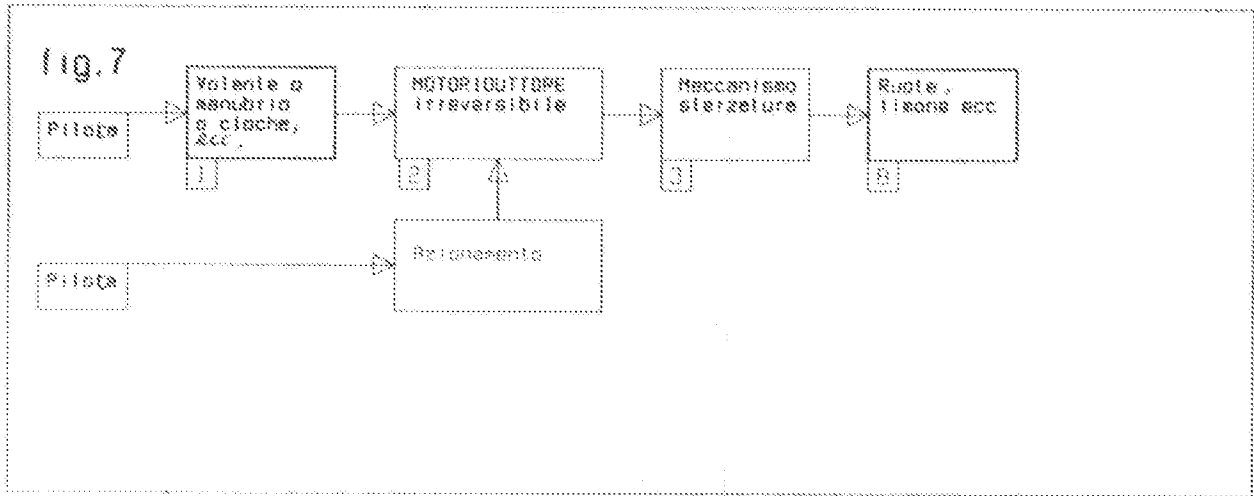 fig.7
Pilota
Volante o
manubrio
o cloche,
ecc.
1
MOTORIDUTTORE
irreversibile
2
Meccanismo
sterzatura
3
Ruote,
timone ecc
8
Pilota
Azionamento